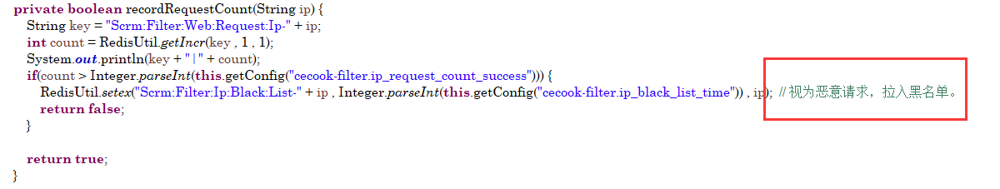 private boolean recordRequestCount(String ip) {
String key = "Scrm:Filter:Web:Request:Ip-" + ip;
int count = RedisUtil.getIncr(key , 1 , 1);
System.out.println(key + "|" + count);
if(count > Integer.parseInt(this.getConfig("cecook-filter.ip_request_count_success"))) {
RedisUtil.setex("Scrm:Filter:Ip:Black:List-" + ip , Integer.parseInt(this.getConfig("cecook-filter.ip_black_list_time")) , ip); // 视为恶意请求，拉入黑名单。
return false;
}
return true;
}